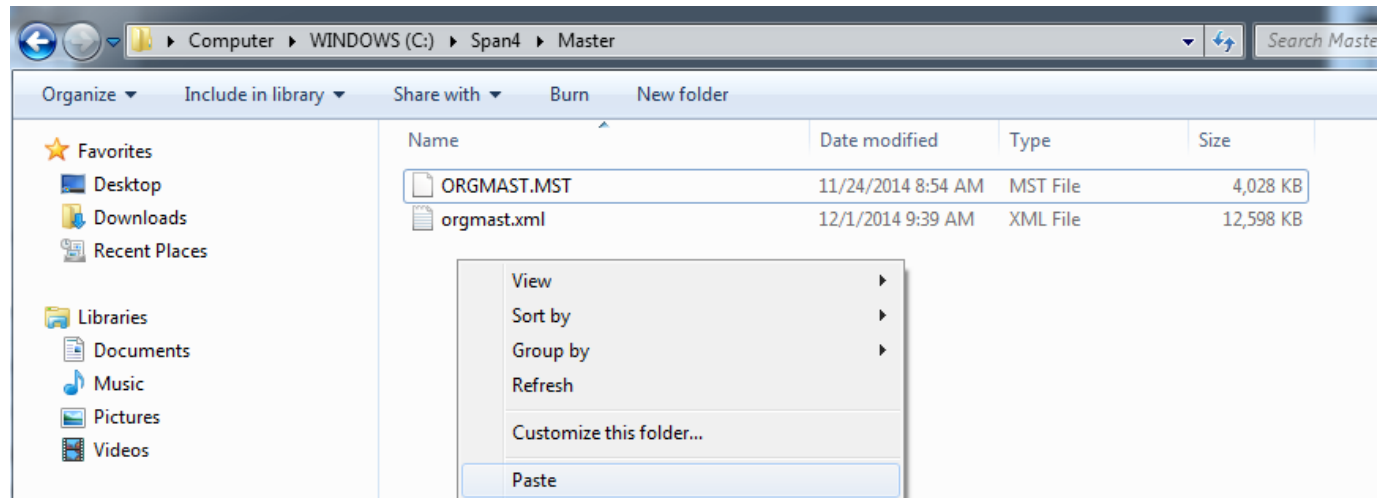 Computer WINDOWS (C:) Span4 Master Search Maste
Organize Include in library Share with Burn New folder
Favorites
Desktop
Downloads
Recent Places
Libraries
Documents
Music
Pictures
Videos
Name Date modified Type Size
ORGMAST.MST 11/24/2014 8:54 AM MST File 4,028 KB
orgmast.xml 12/1/2014 9:39 AM XML File 12,598 KB
View
Sort by
Group by
Refresh
Customize this folder...
Paste